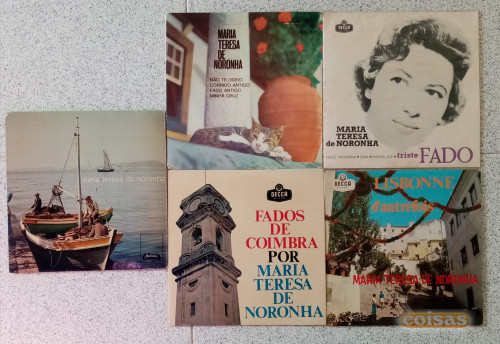 maria teresa de noronha
MARIA
TERESA
DE
NORONHA
NÃO TE ODEIO
CORRIDO ANTIGO
FADO ANTIGO
MINHA CRUZ
DECCA
MARIA
TERESA
de NORONHA
triste FADO
DECCA
FADOS
DE
COIMBRA
POR
MARIA
TERESA
DE
NORONHA
DECCA
LISBONNE
d'autrefois
MARIA TERESA DE NORONHA
coisas